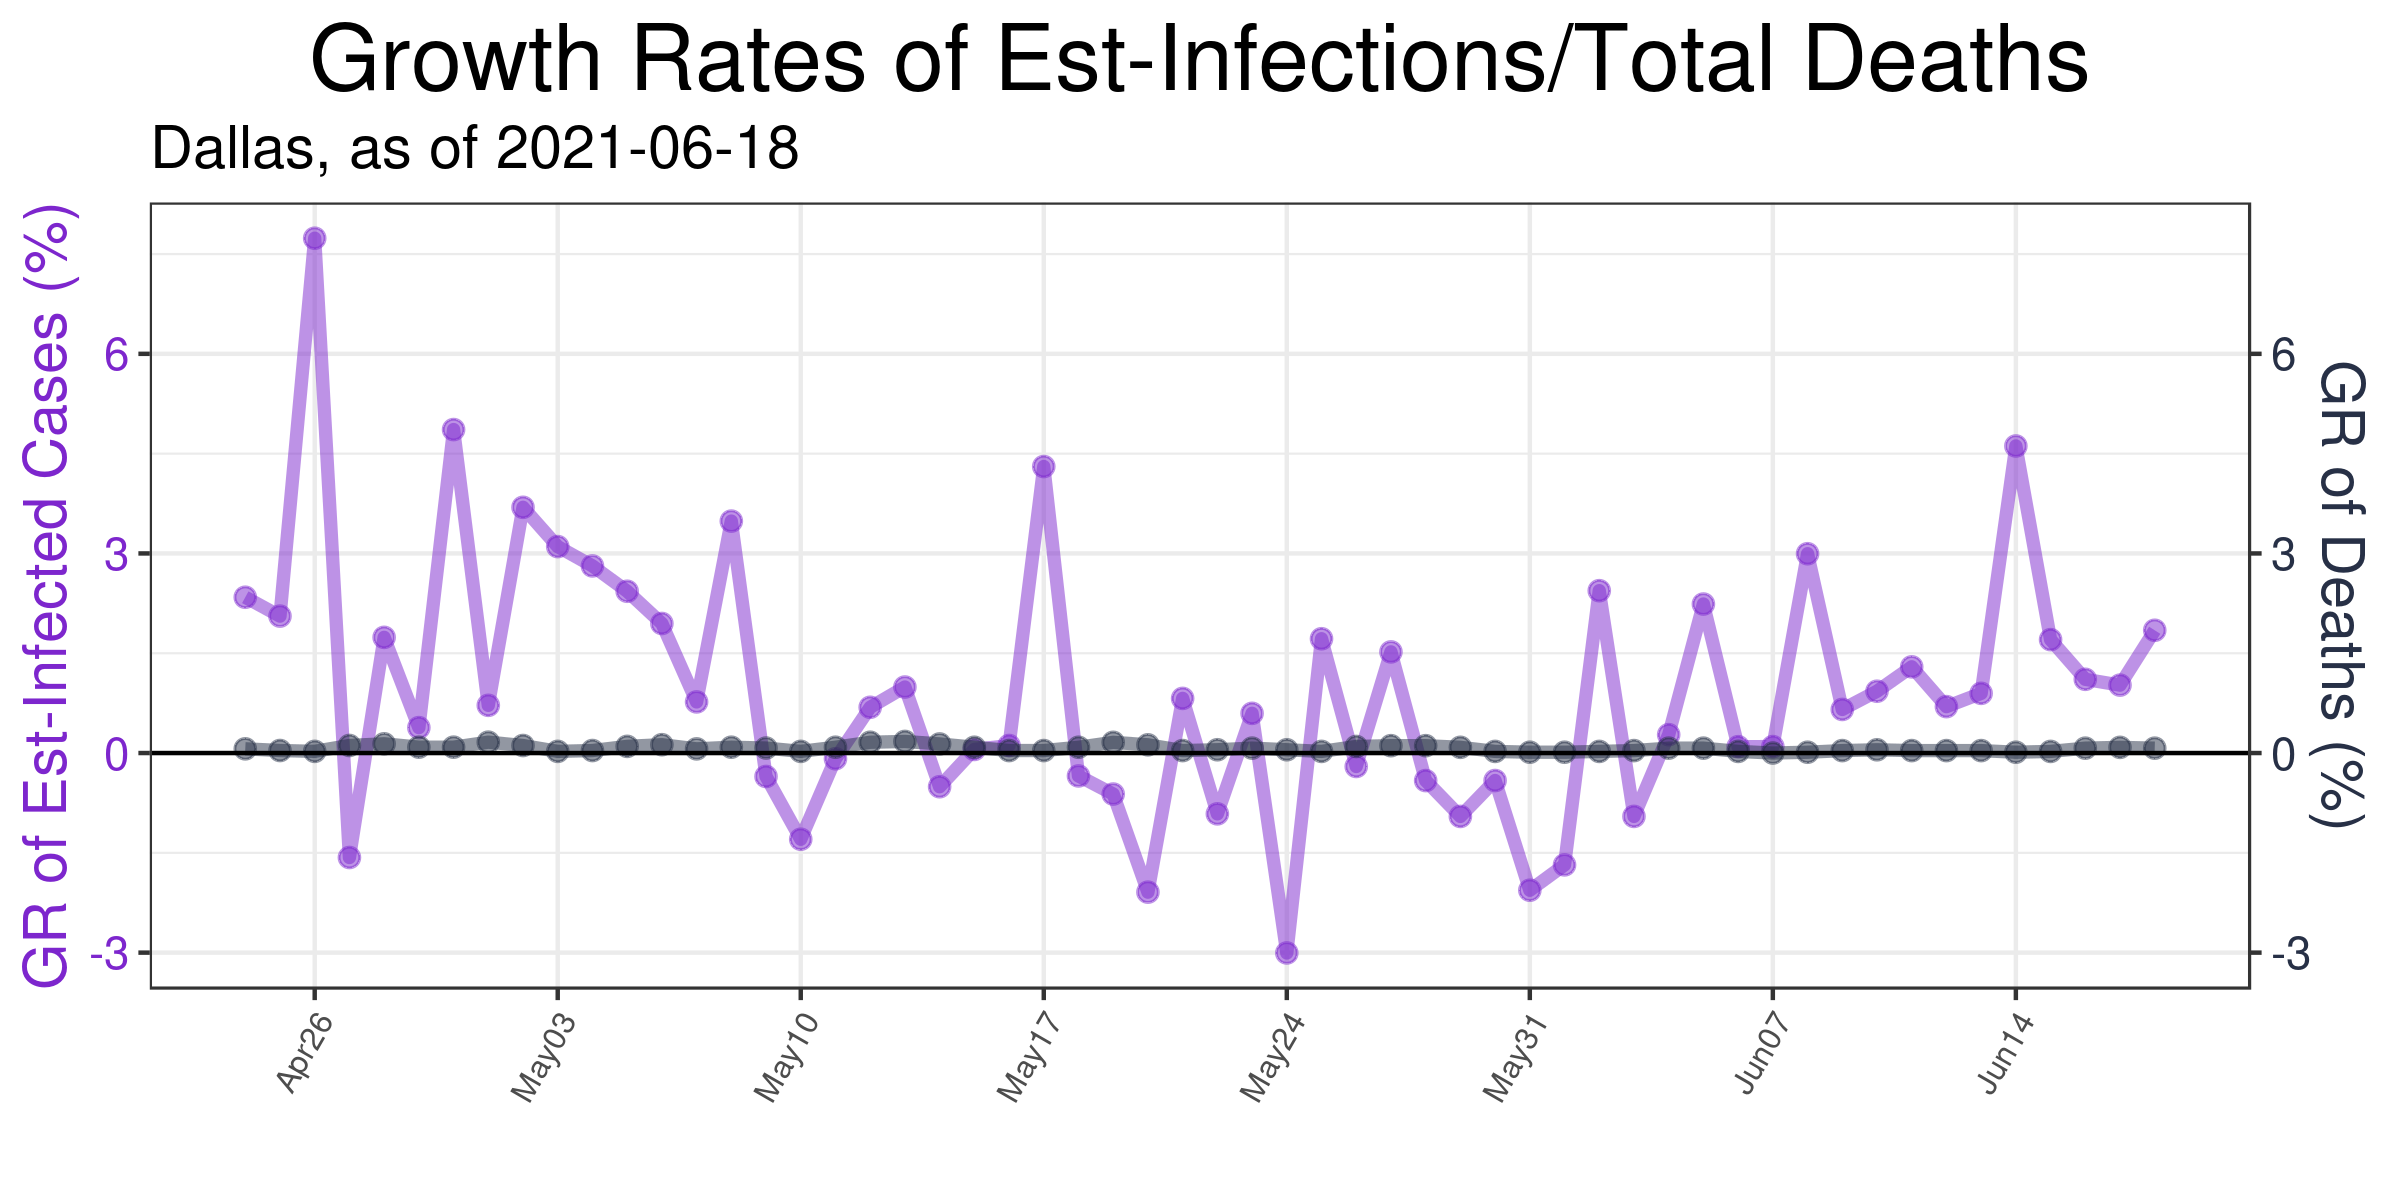 Growth Rates of Est-Infections/Total Deaths
Dallas, as of 2021-06-18
GR of Est-Infected Cases (%)
6
3
0
-3
6
3
0
-3
GR of Deaths (%)
Apr26
May03
May10
May17
May24
May31
Jun07
Jun14